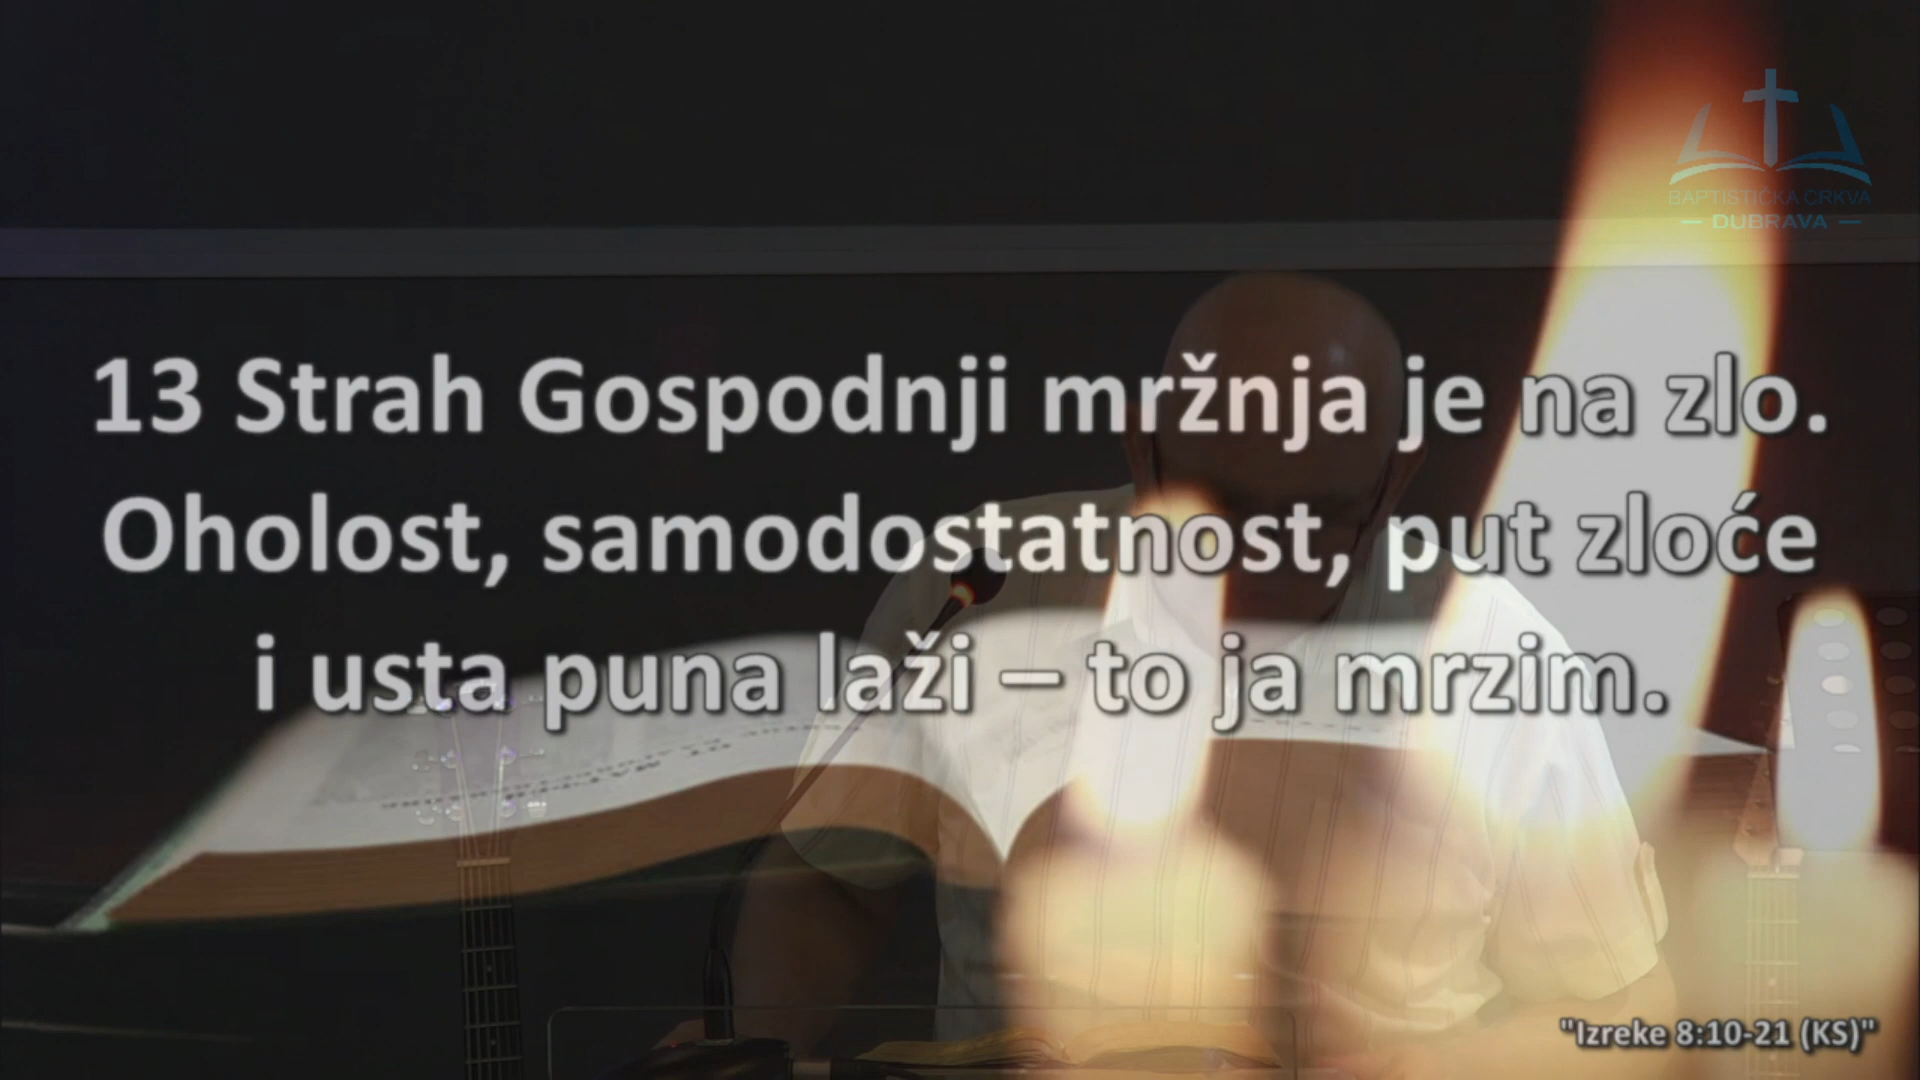 BAPTISTIČKA CRKVA
— DUBRAVA —
13 Strah Gospodnji mržnja je na zlo.
Oholost, samodostatnost, put zloće
i usta puna laži – to ja mrzim.
"Izreke 8:10-21 (KS)"